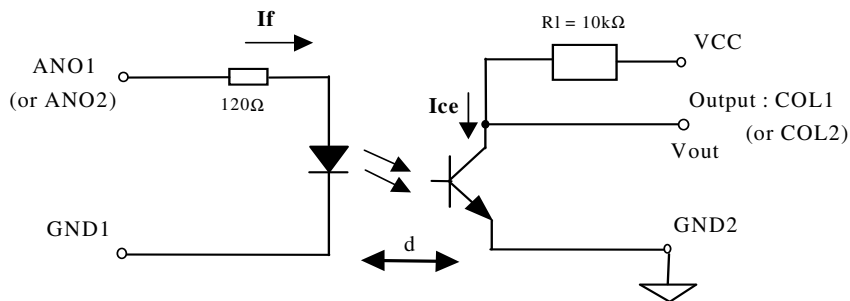 If
Rl = 10kΩ
VCC
ANO1
(or ANO2)
120Ω
Ice
Output : COL1
(or COL2)
Vout
GND1
d
GND2